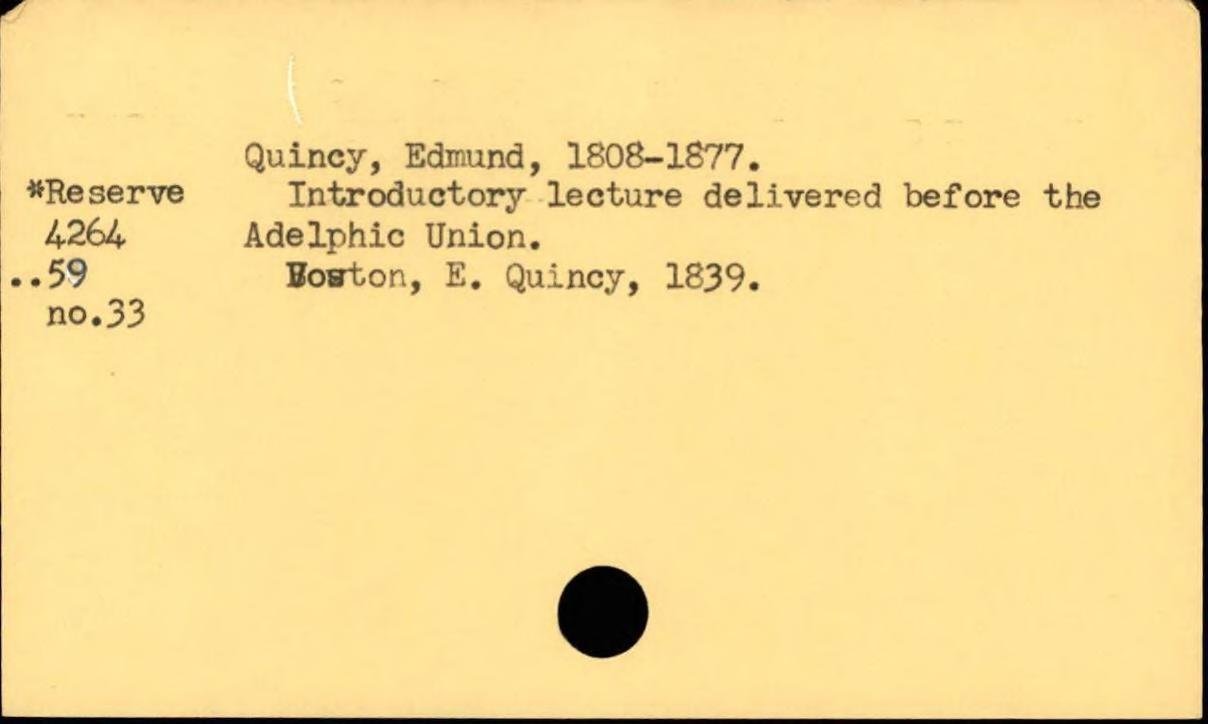 Quincy, Edmund, 1808-1877.
*Reserve Introductory lecture delivered before the
4264 Adelphic Union.
..59 Boston, E. Quincy, 1839.
no.33